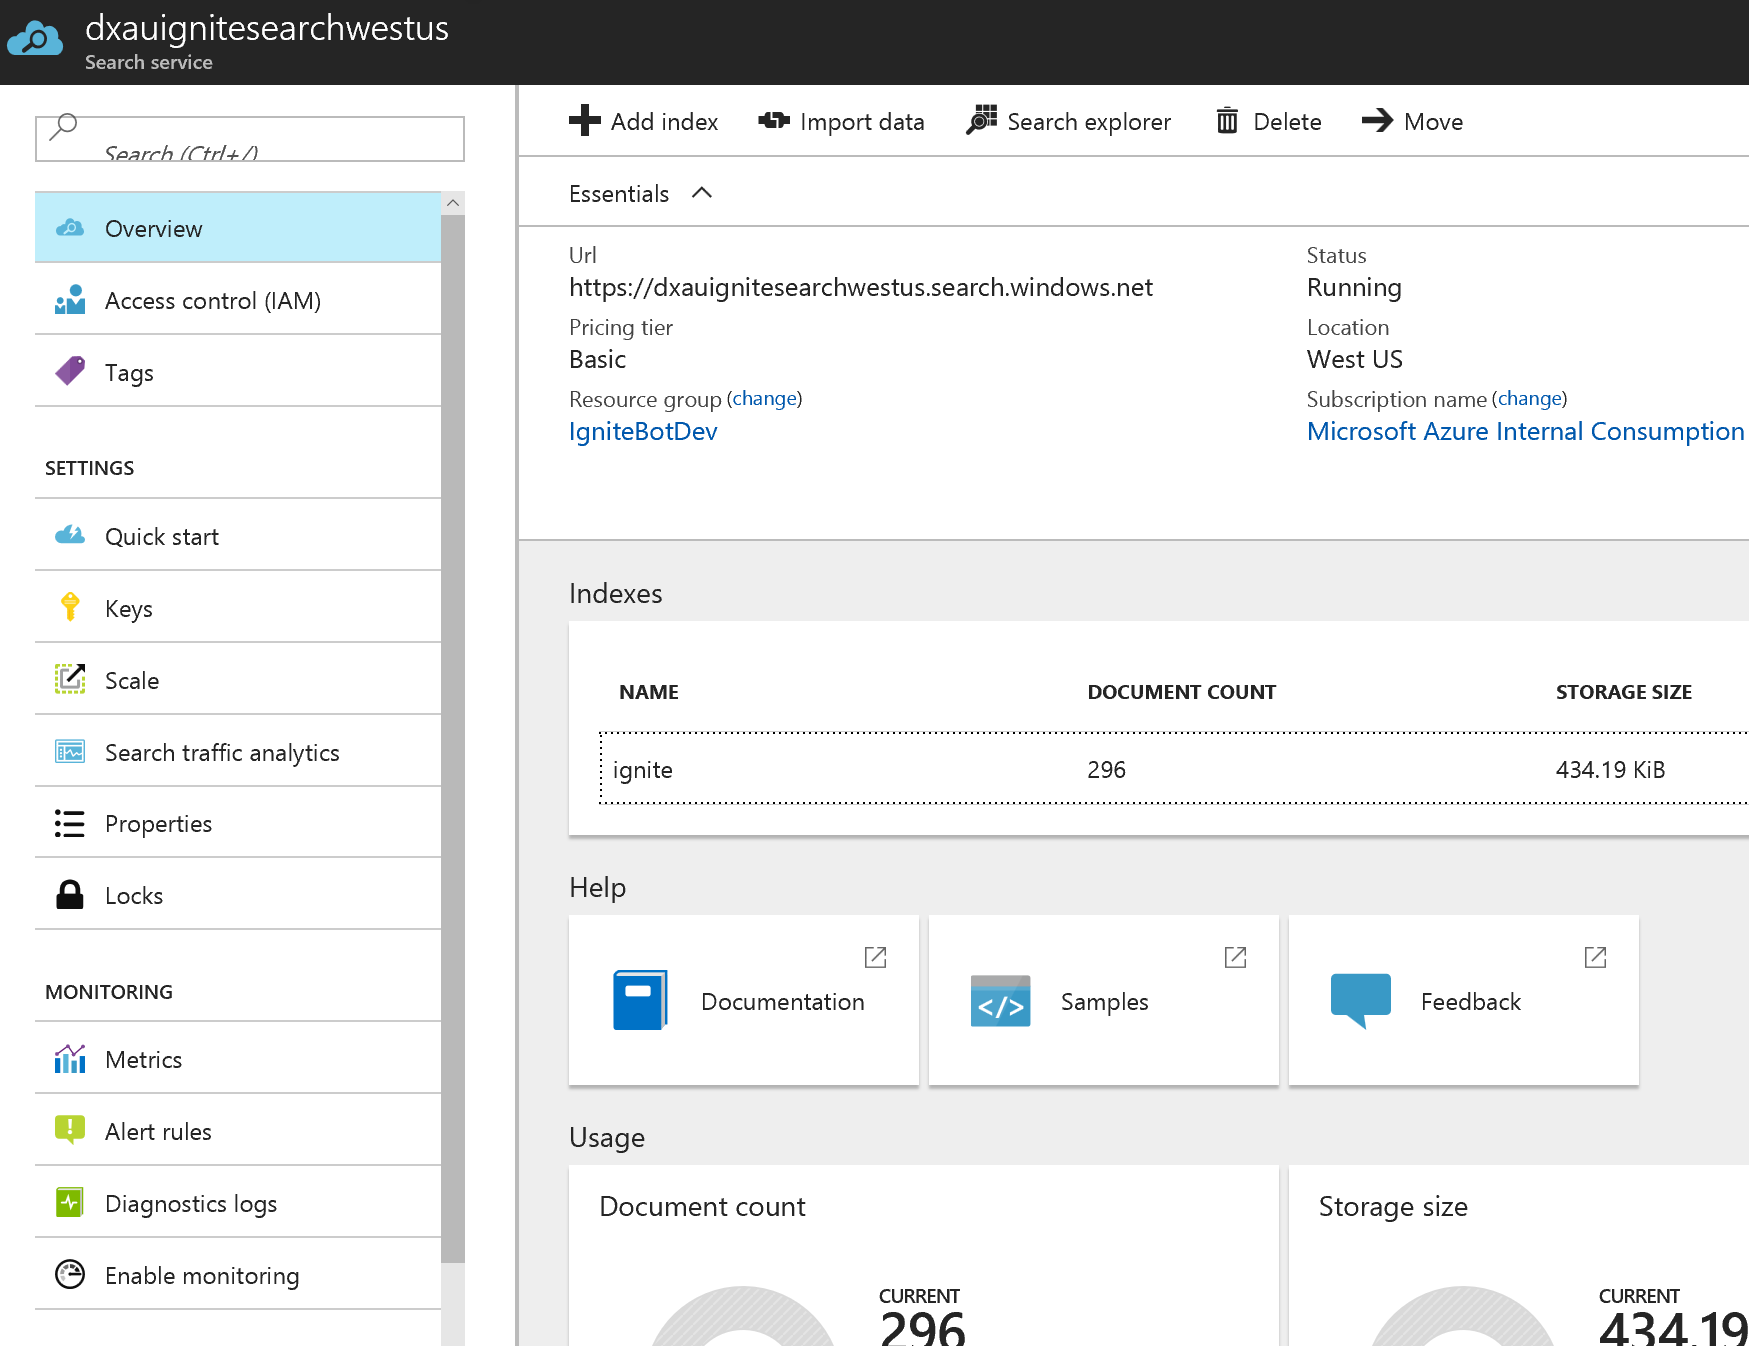 dxauignitesearchwestus
Search service
Search (Ctrl+/)
Overview
Access control (IAM)
Tags
SETTINGS
Quick start
Keys
Scale
Search traffic analytics
Properties
Locks
MONITORING
Metrics
Alert rules
Diagnostics logs
Enable monitoring
Add index Import data Search explorer Delete Move
Essentials
Url
https://dxauignitesearchwestus.search.windows.net
Pricing tier
Basic
Resource group (change)
IgniteBotDev
Status
Running
Location
West US
Subscription name (change)
Microsoft Azure Internal Consumption
Indexes
NAME DOCUMENT COUNT STORAGE SIZE
ignite 296 434.19 KiB
Help
Documentation
</>
Samples
Feedback
Usage
Document count
CURRENT
296
Storage size
CURRENT
434.19